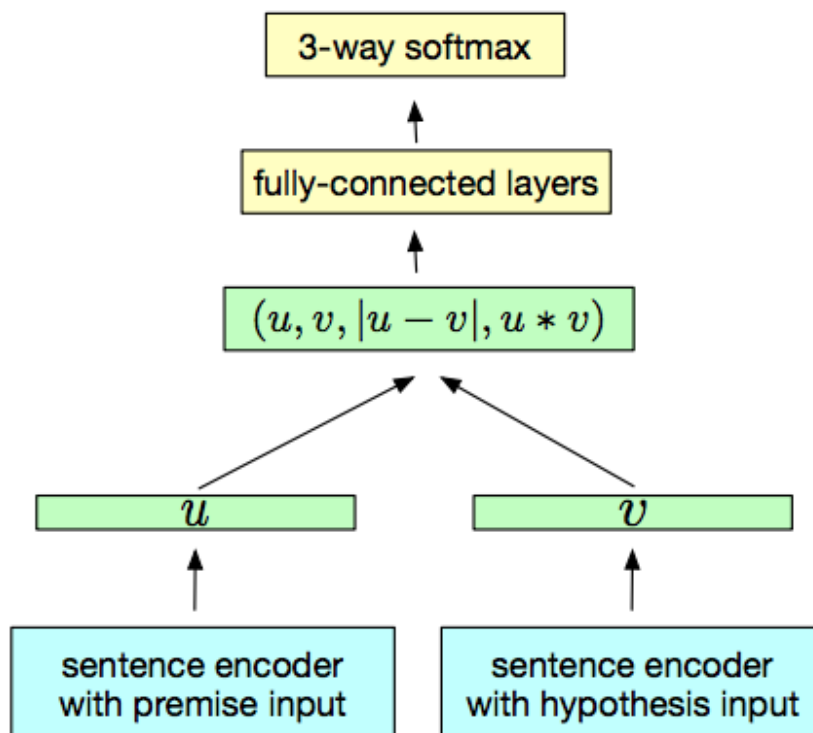 3-way softmax
fully-connected layers
(u, v, |u − v|, u ∗ v)
u
v
sentence encoder
with premise input
sentence encoder
with hypothesis input